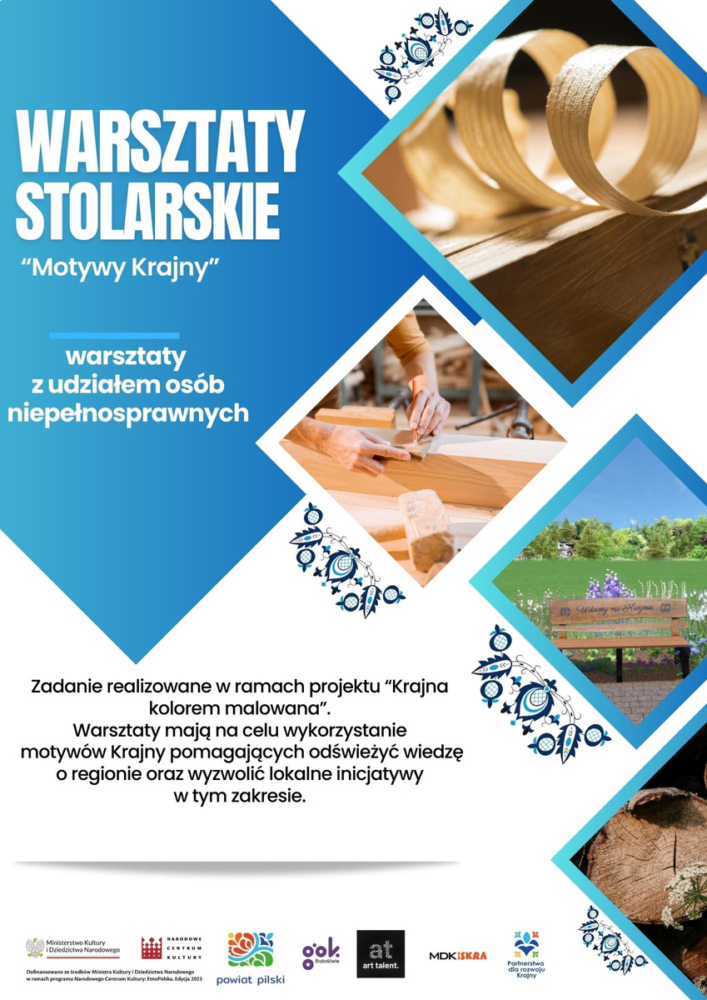 WARSZTATY
STOLARSKIE
“Motywy Krajny”
warsztaty
z udziałem osób
niepełnosprawnych
Witamy na Krajnie
Zadanie realizowane w ramach projektu “Krajna
kolorem malowana”.
Warsztaty mają na celu wykorzystanie
motywów Krajny pomagających odświeżyć wiedzę
o regionie oraz wyzwolić lokalne inicjatywy
w tym zakresie.
Ministerstwo Kultury
i Dziedzictwa Narodowego
NARODOWE
CENTRUM
KULTURY
powiat pilski
gok
Białośliwie
at
art talent.
MDK iSKRA
Partnerstwo
dla rozwoju
Krajny
Dofinansowano ze środków Ministra Kultury i Dziedzictwa Narodowego
w ramach programu Narodowego Centrum Kultury: EtnoPolska. Edycja 2023